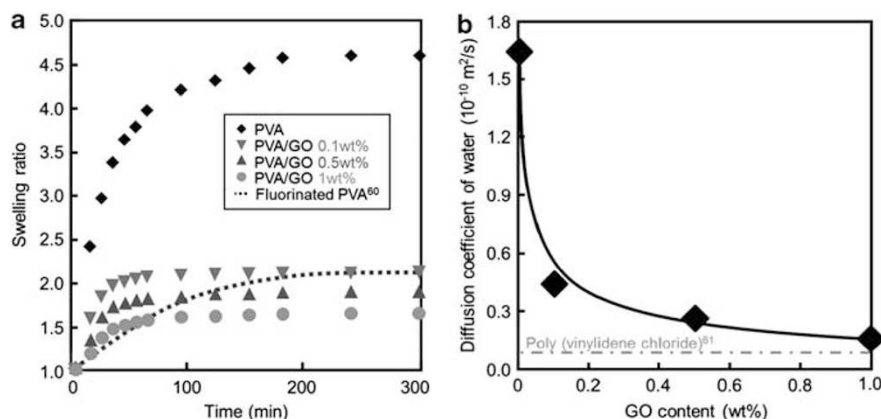 a
b
5.0
4.5
4.0
3.5
3.0
2.5
2.0
1.5
1.0
Swelling ratio
PVA
PVA/GO 0.1wt%
PVA/GO 0.5wt%
PVA/GO 1wt%
Fluorinated PVA60
0
100
200
300
Time (min)
1.8
1.5
1.2
0.9
0.6
0.3
0.0
Diffusion coefficient of water (10-10 m2/s)
Poly (vinylidene chloride)61
0
0.2
0.4
0.6
0.8
1.0
GO content (wt%)